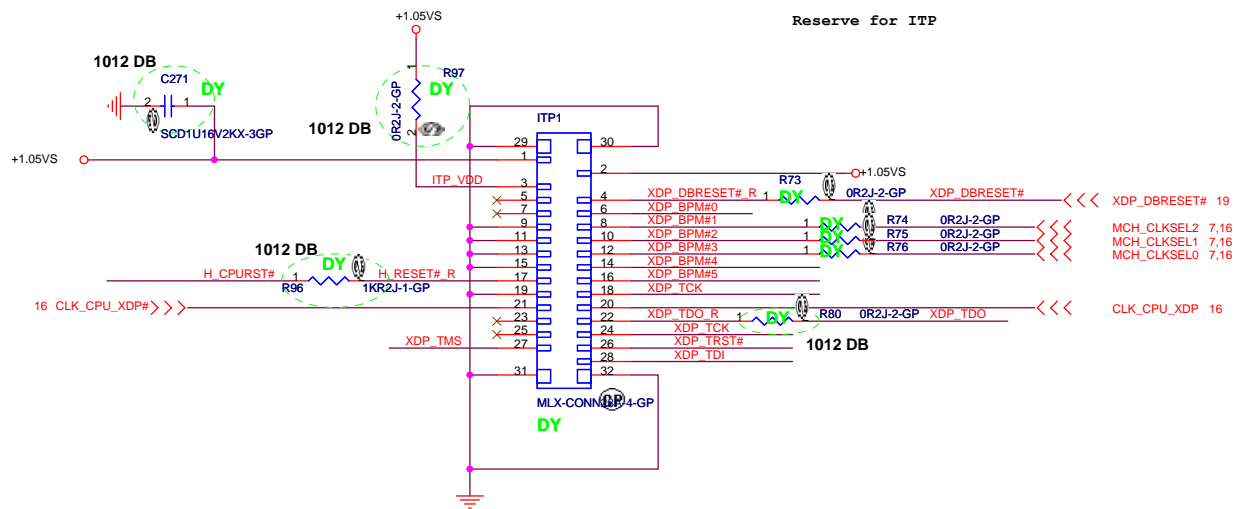 Reserve for ITP
+1.05VS
1012 DB
C271
DY
2 1
SCD1U16V2KX-3GP
1
R97
DY
0R2J-2-GP
2
1012 DB
+1.05VS
ITP1
29 30
1 2
+1.05VS
ITP_VDD 3
4 XDP_DBRESET#_R 1 R73 DY 0R2J-2-GP XDP_DBRESET# XDP_DBRESET# 19
5
6 XDP_BPM#0
7
8 XDP_BPM#1 1 DY R74 0R2J-2-GP MCH_CLKSEL2 7,16
9
10 XDP_BPM#2 1 DY R75 0R2J-2-GP MCH_CLKSEL1 7,16
11
12 XDP_BPM#3 1 DY R76 0R2J-2-GP MCH_CLKSEL0 7,16
13
14 XDP_BPM#4
15
16 XDP_BPM#5
1012 DB
DY
H_CPURST# 1 R96 1KR2J-1-GP H_RESET#_R 17
18 XDP_TCK
19
20 CLK_CPU_XDP 16
16 CLK_CPU_XDP# 21
22 XDP_TDO_R 1 DY R80 0R2J-2-GP XDP_TDO
1012 DB
23
24 XDP_TCK
25
26 XDP_TRST#
XDP_TMS 27
28 XDP_TDI
31 32
GP
DY